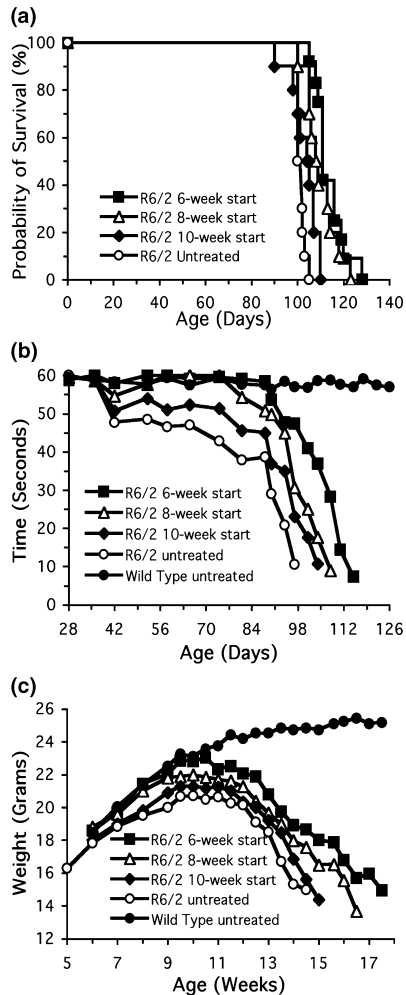 (a)
Probability of Survival (%)
100
80
60
40
20
0
R6/2 6-week start
R6/2 8-week start
R6/2 10-week start
R6/2 Untreated
0 20 40 60 80 100 120 140
Age (Days)
(b)
Time (Seconds)
60
50
40
30
20
10
0
R6/2 6-week start
R6/2 8-week start
R6/2 10-week start
R6/2 untreated
Wild Type untreated
28 42 56 70 84 98 112 126
Age (Days)
(c)
Weight (Grams)
26
24
22
20
18
16
14
12
R6/2 6-week start
R6/2 8-week start
R6/2 10-week start
R6/2 untreated
Wild Type untreated
5 7 9 11 13 15 17
Age (Weeks)